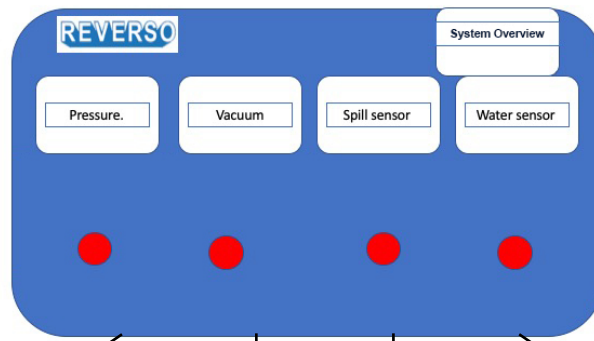 REVERSO
System Overview
Pressure.
Vacuum
Spill sensor
Water sensor